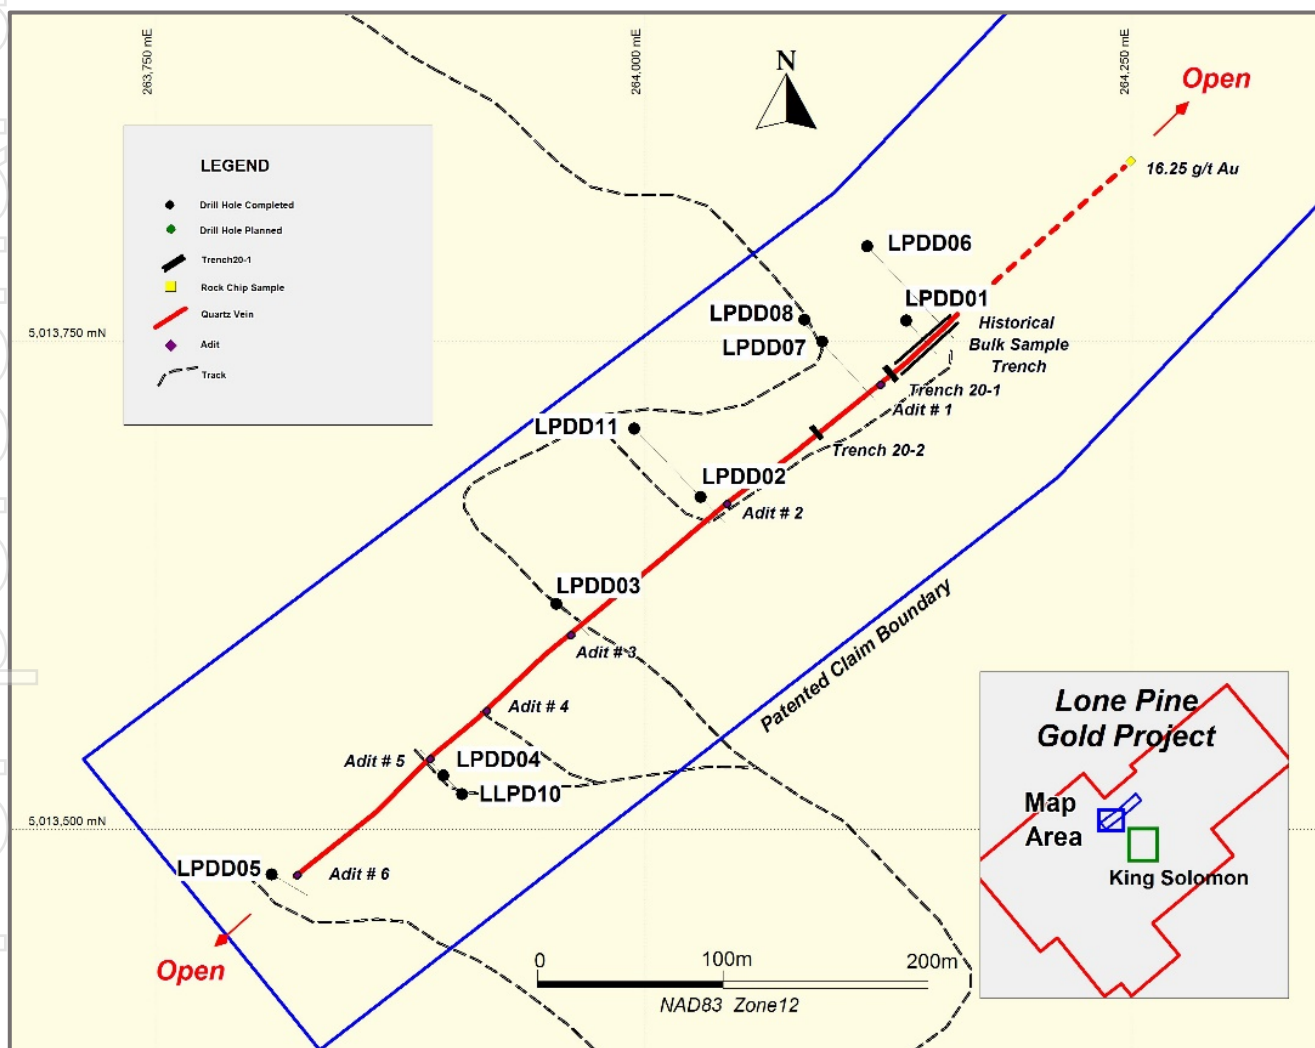 263,750 mE
264,000 mE
264,250 mE
N
Open
16.25 g/t Au
LEGEND
Drill Hole Completed
Drill Hole Planned
Trench20-1
Rock Chip Sample
Quartz Vein
Adit
Track
LPDD06
LPDD01
LPDD08
LPDD07
5,013,750 mN
Historical
Bulk Sample
Trench
Trench 20-1
Adit # 1
LPDD11
Trench 20-2
LPDD02
Adit # 2
LPDD03
Adit # 3
Patented Claim Boundary
Adit # 4
Adit # 5
LPDD04
LLPD10
5,013,500 mN
LPDD05
Adit # 6
Open
0 100m 200m
NAD83 Zone12
Lone Pine
Gold Project
Map
Area
King Solomon